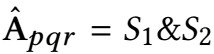 Â_{pqr} = S_1&S_2